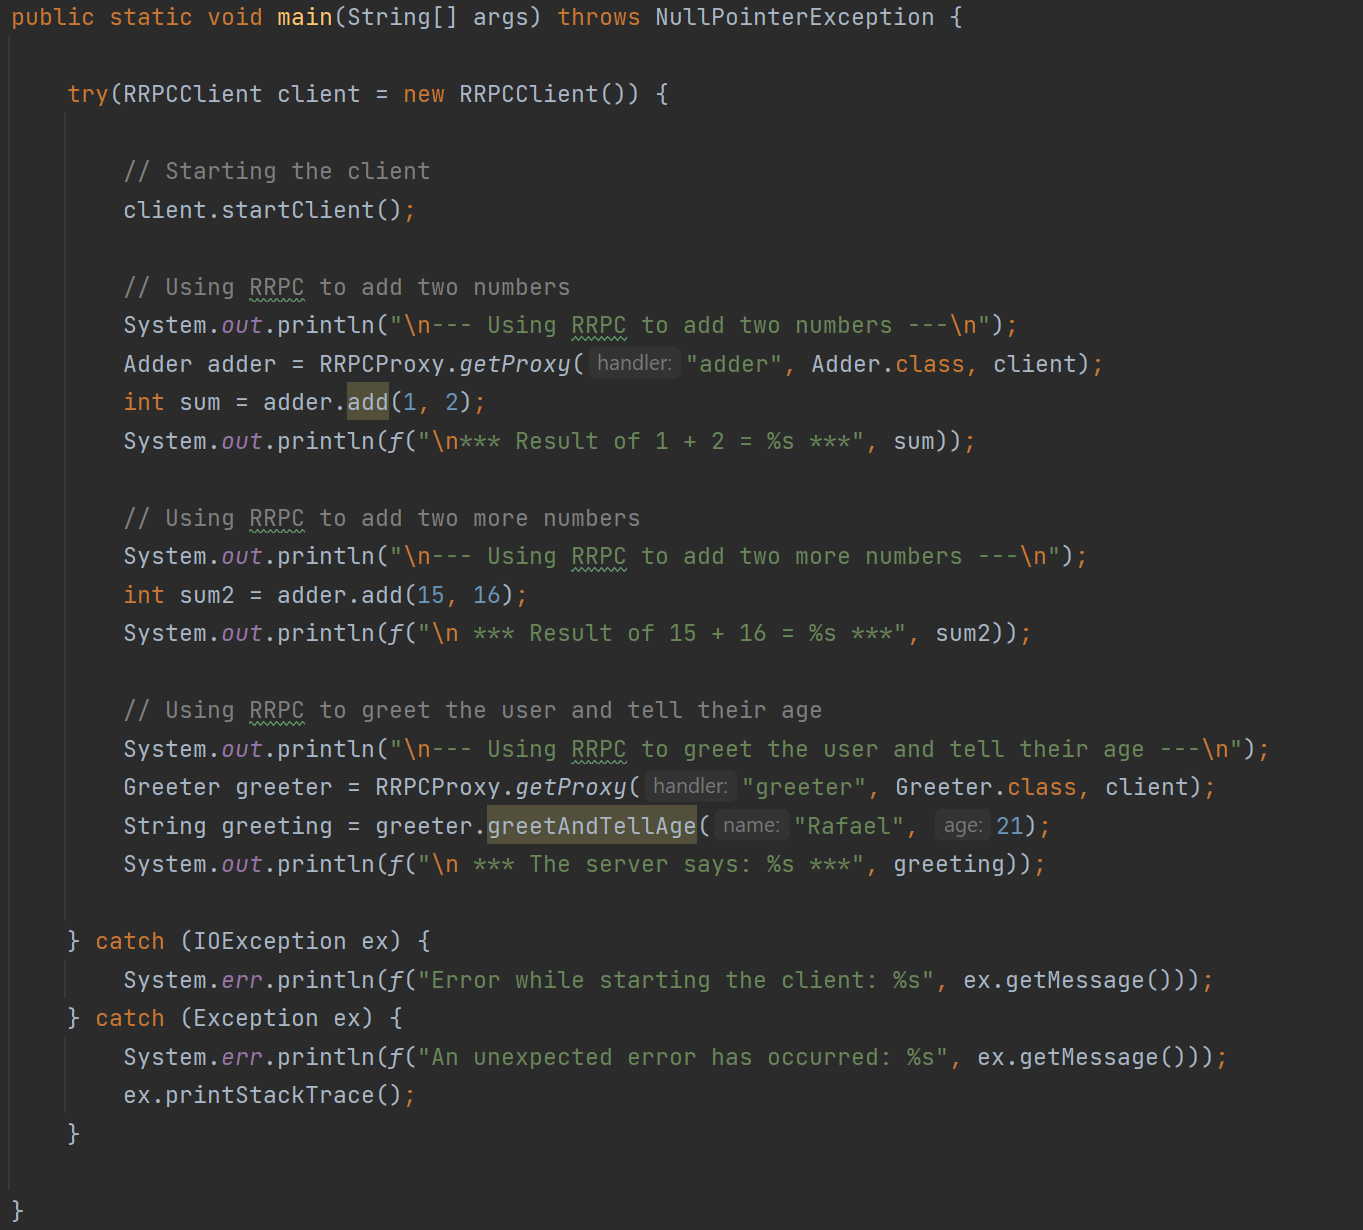 public static void main(String[] args) throws NullPointerException {
try(RRPCClient client = new RRPCClient()) {
// Starting the client
client.startClient();
// Using RRPC to add two numbers
System.out.println("\n--- Using RRPC to add two numbers ---\n");
Adder adder = RRPCProxy.getProxy( handler: "adder", Adder.class, client);
int sum = adder.add(1, 2);
System.out.println(f("\n*** Result of 1 + 2 = %s ***", sum));
// Using RRPC to add two more numbers
System.out.println("\n--- Using RRPC to add two more numbers ---\n");
int sum2 = adder.add(15, 16);
System.out.println(f("\n *** Result of 15 + 16 = %s ***", sum2));
// Using RRPC to greet the user and tell their age
System.out.println("\n--- Using RRPC to greet the user and tell their age ---\n");
Greeter greeter = RRPCProxy.getProxy( handler: "greeter", Greeter.class, client);
String greeting = greeter.greetAndTellAge( name: "Rafael", age: 21);
System.out.println(f("\n *** The server says: %s ***", greeting));
} catch (IOException ex) {
System.err.println(f("Error while starting the client: %s", ex.getMessage()));
} catch (Exception ex) {
System.err.println(f("An unexpected error has occurred: %s", ex.getMessage()));
ex.printStackTrace();
}
}